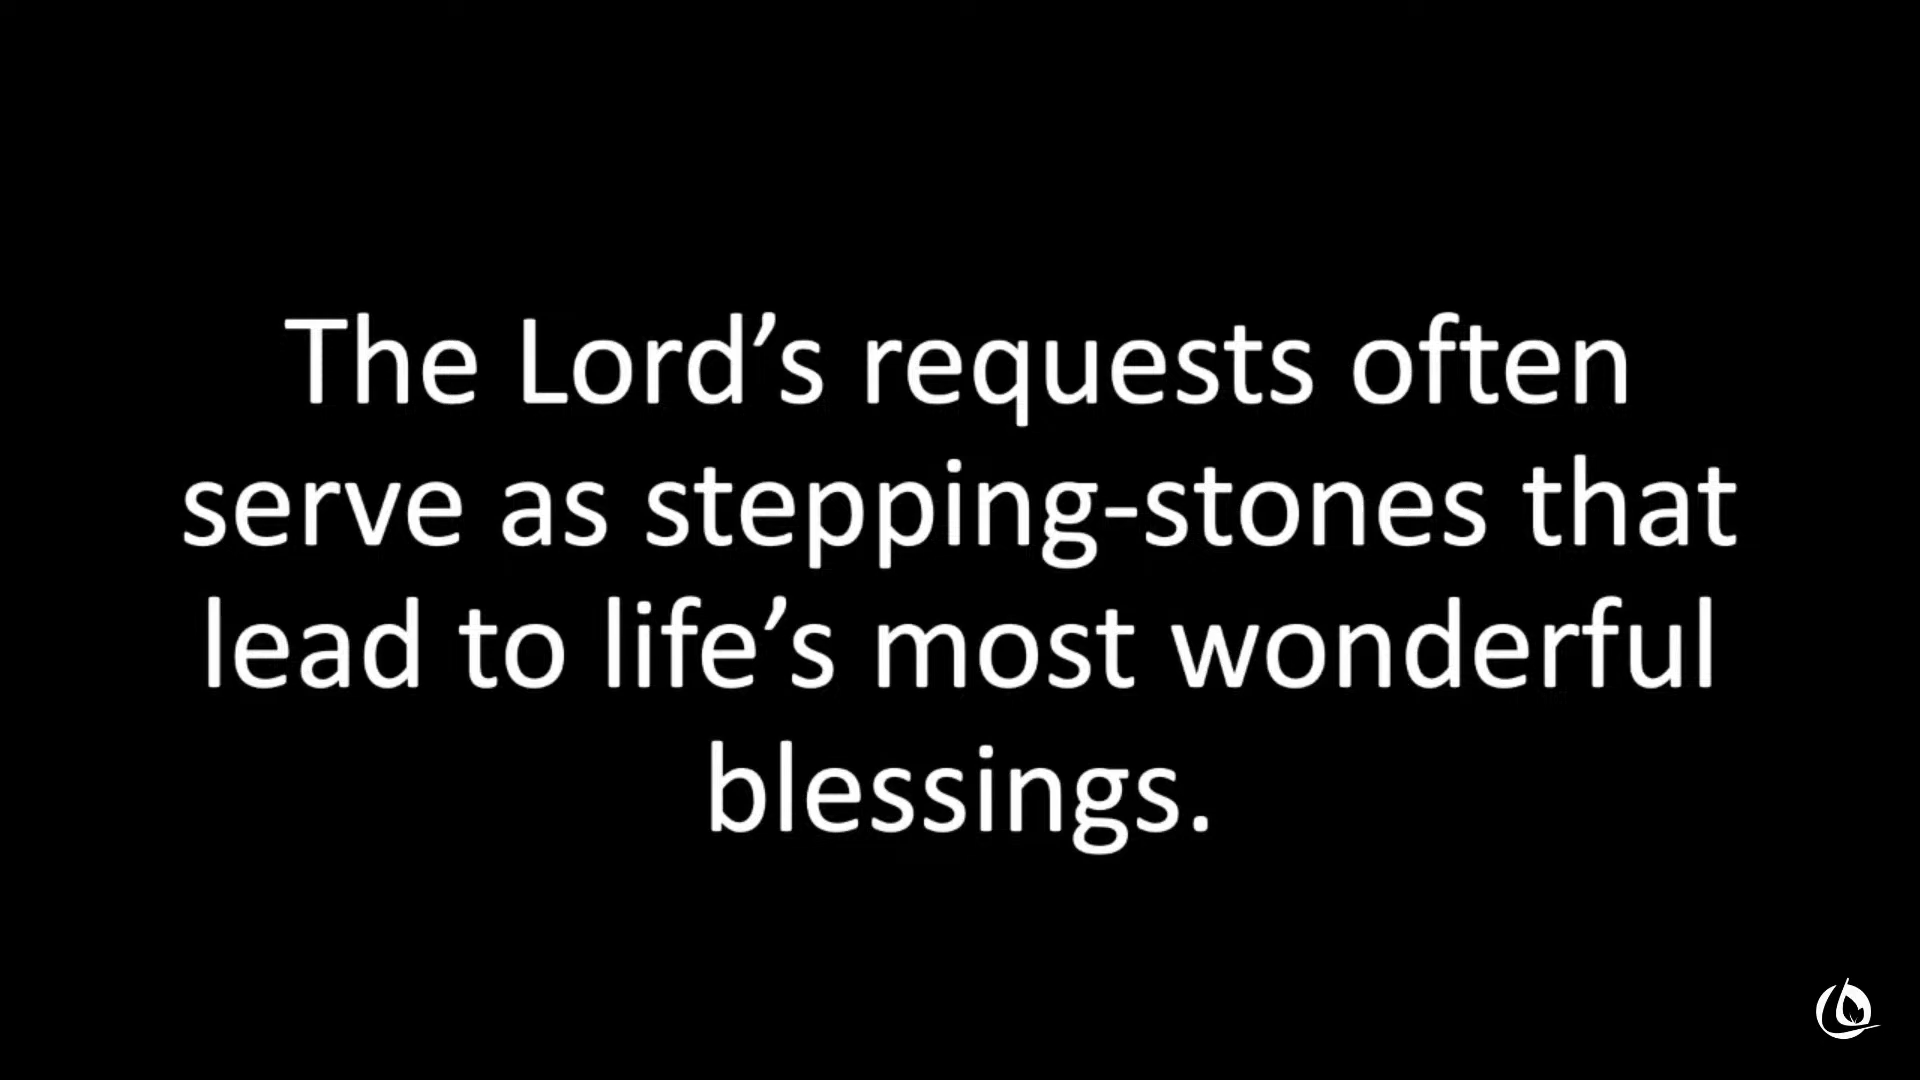 The Lord’s requests often
serve as stepping-stones that
lead to life’s most wonderful
blessings.